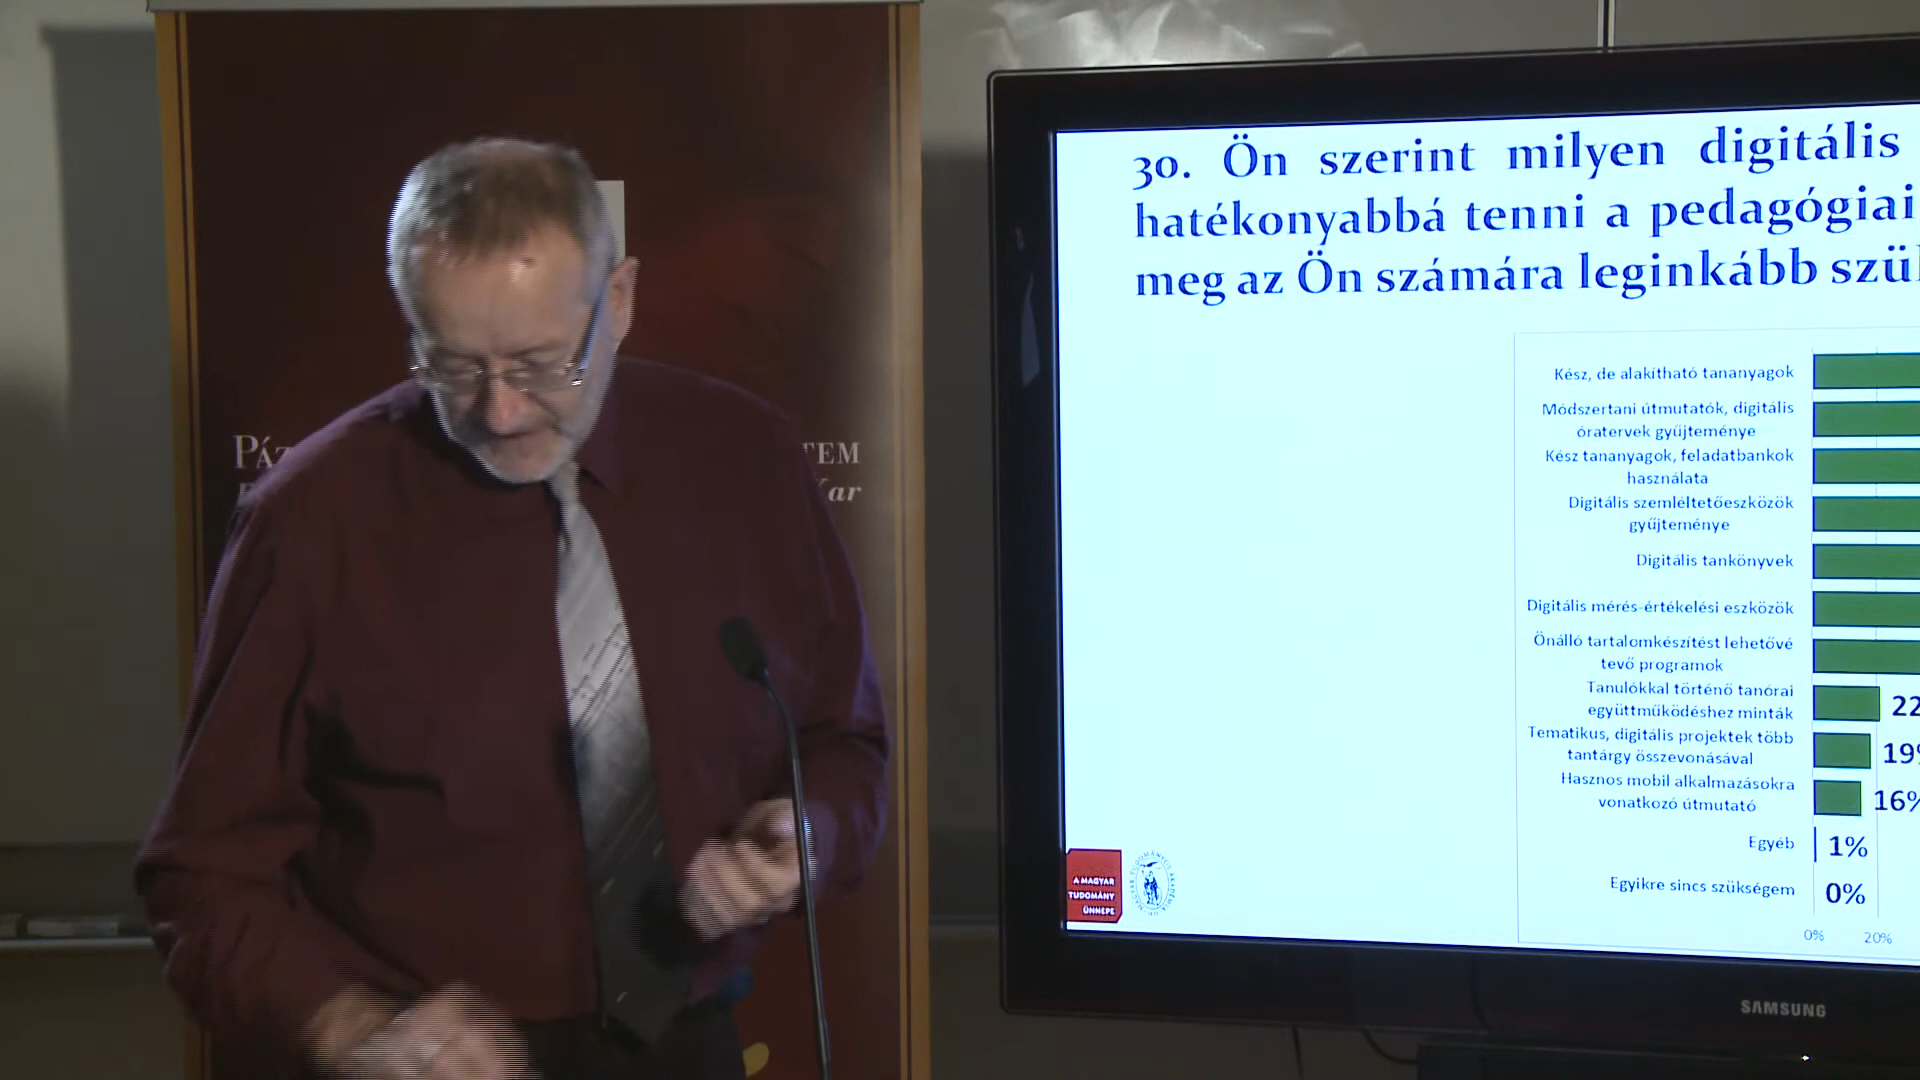 30. Ön szerint milyen digitális
hatékonyabbá tenni a pedagógiai
meg az Ön számára leginkább szü
Kész, de alakítható tananyagok
Módszertani útmutatók, digitális
óratervek gyűjteménye
Kész tananyagok, feladatbankok
használata
Digitális szemléltetőeszközök
gyűjteménye
Digitális tankönyvek
Digitális mérés-értékelési eszközök
Önálló tartalomkészítést lehetővé
tevő programok
Tanulókkal történő tanórai
együttműködéshez minták
22
Tematikus, digitális projektek több
tantárgy összevonásával
19%
Hasznos mobil alkalmazásokra
vonatkozó útmutató
16%
Egyéb
1%
Egyikre sincs szükségem
0%
0% 20%
A MAGYAR
TUDOMÁNY
ÜNNEPE
SAMSUNG
PÁZ TEM
Kar